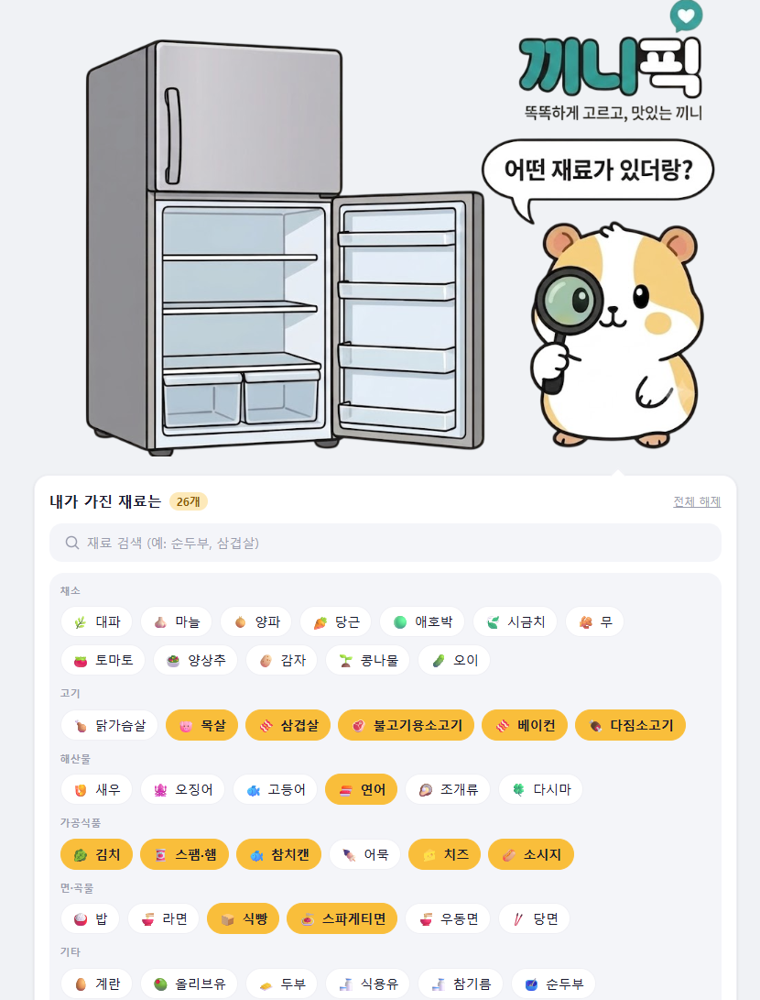 끼니픽
똑똑하게 고르고, 맛있는 끼니
어떤 재료가 있더랑?
내가 가진 재료는 26개 전체 해제
재료 검색 (예: 순두부, 삼겹살)
채소
대파 마늘 양파 당근 애호박 시금치 무
토마토 양상추 감자 콩나물 오이
고기
닭가슴살 목살 삼겹살 불고기용소고기 베이컨 다짐소고기
해산물
새우 오징어 고등어 연어 조개류 다시마
가공식품
김치 스팸·햄 참치캔 어묵 치즈 소시지
면·곡물
밥 라면 식빵 스파게티면 우동면 당면
기타
계란 올리브유 두부 식용유 참기름 순두부